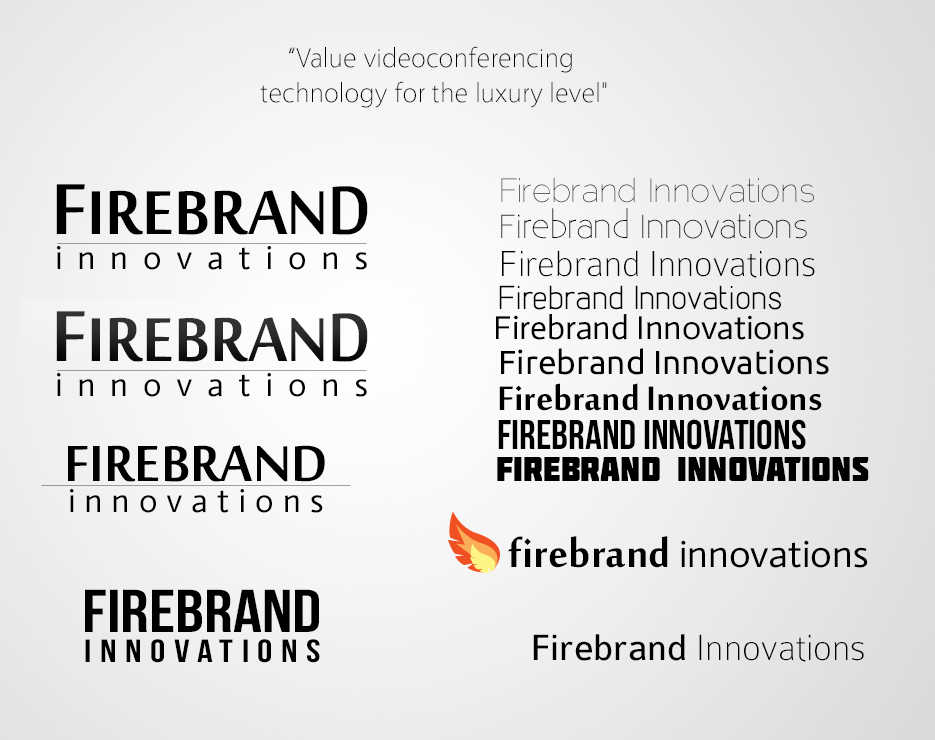 “Value videoconferencing
technology for the luxury level"
FIREBRAND
innovations
FIREBRAND
innovations
FIREBRAND
innovations
FIREBRAND
INNOVATIONS
Firebrand Innovations
Firebrand Innovations
Firebrand Innovations
Firebrand Innovations
Firebrand Innovations
Firebrand Innovations
Firebrand Innovations
FIREBRAND INNOVATIONS
FIREBRAND INNOVATIONS
firebrand innovations
Firebrand Innovations